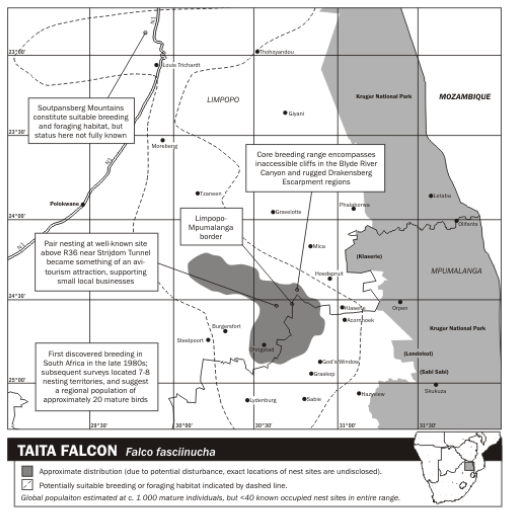 N1
23°00'
Thohoyandou
Louis Trichardt
LIMPOPO
Kruger National Park
MOZAMBIQUE
Soutpansberg Mountains
constitute suitable breeding
and foraging habitat, but
status here not fully known
Giyani
23°30'
Moreberg
N1
Core breeding range encompasses
inaccessible cliffs in the Blyde River
Canyon and rugged Drakensberg
Escarpment regions
Tzaneen
Letaba
Polokwane
Gravelotte
Phalaborwa
24°00'
Limpopo-
Mpumalanga
border
Olifants
N1
Pair nesting at well-known site
above R36 near Strijdom Tunnel
became something of an avi-
tourism attraction, supporting
small local businesses
Mica
(Klaserie)
Hoedspruit
MPUMALANGA
24°30'
Klaserie
Orpen
Acornhoek
Burgersfort
Kruger National Park
Steelpoort
Ohrigstad
First discovered breeding in
South Africa in the late 1980s;
subsequent surveys located 7-8
nesting territories, and suggest
a regional population of
approximately 20 mature birds
(Londolozi)
God's Window
(Sabi Sabi)
Graskop
25°00'
Skukuza
Hazyview
Lydenburg
Sabie
29°30'
30°00'
30°30'
31°00'
31°30'
TAITA FALCON Falco fasciinucha
Approximate distribution (due to potential disturbance, exact locations of nest sites are undisclosed).
Potentially suitable breeding or foraging habitat indicated by dashed line.
Global populaiton estimated at c. 1 000 mature individuals, but <40 known occupied nest sites in entire range.